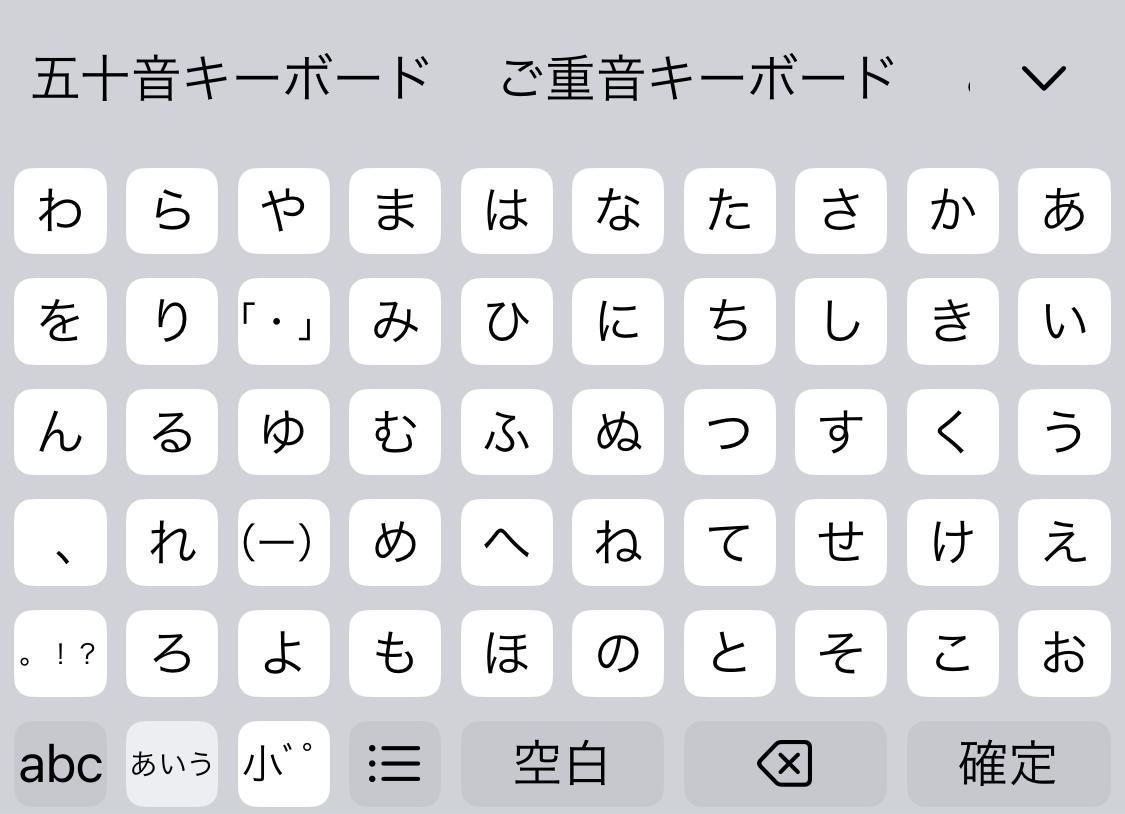 五十音キーボード ご重音キーボード
わ ら や ま は な た さ か あ
を り 「・」 み ひ に ち し き い
ん る ゆ む ふ ぬ つ す く う
、 れ (ー) め へ ね て せ け え
。!? ろ よ も ほ の と そ こ お
abc あいう 小゛゜ 空白 確定